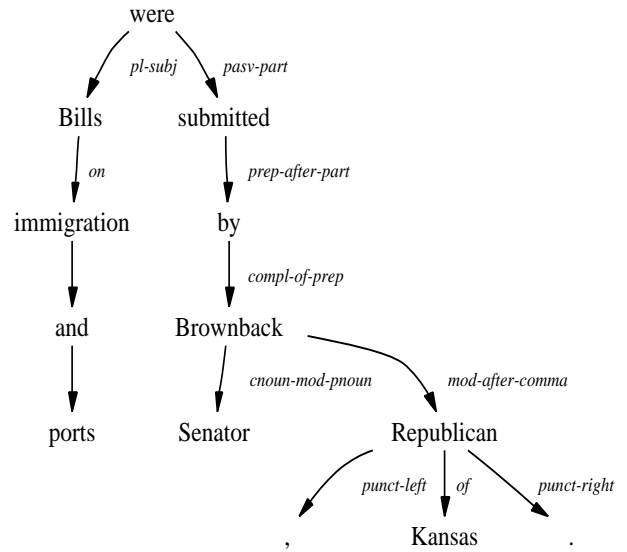 were
pl-subj pasv-part
Bills submitted
on prep-after-part
immigration by
compl-of-prep
and Brownback
cnoun-mod-pnoun mod-after-comma
ports Senator Republican
punct-left of punct-right
, Kansas .